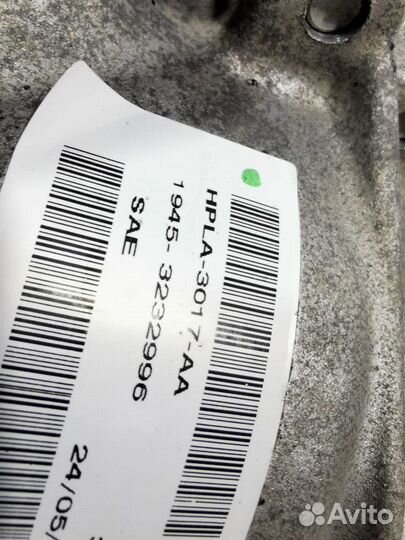 HPLA-3017-AA
1945-3232996
SAE
24/05/
Avito